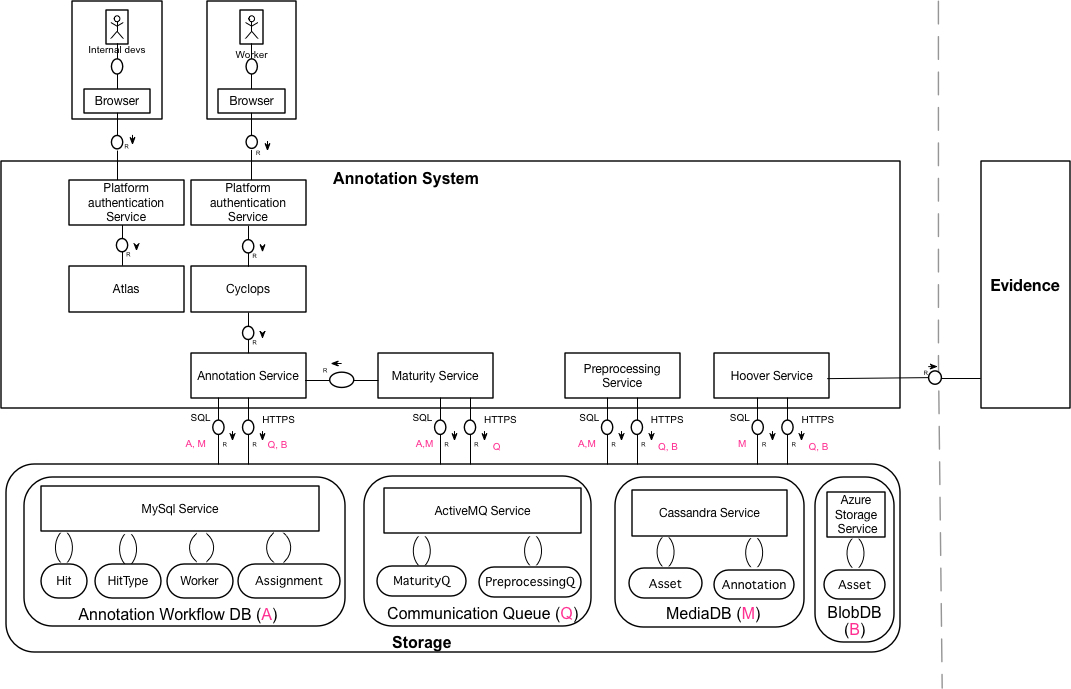 Internal devs
Worker
Browser
Browser
R
R
Annotation System
Platform
authentication
Service
Platform
authentication
Service
R
R
Atlas
Cyclops
Evidence
R
Annotation Service
R
Maturity Service
Preprocessing
Service
Hoover Service
R
SQL
HTTPS
SQL
HTTPS
SQL
HTTPS
SQL
HTTPS
A, M
R
R
Q, B
A,M
R
R
Q
A,M
R
R
Q, B
M
R
R
Q, B
MySql Service
ActiveMQ Service
Cassandra Service
Azure
Storage
Service
Hit
HitType
Worker
Assignment
MaturityQ
PreprocessingQ
Asset
Annotation
Asset
Annotation Workflow DB (A)
Communication Queue (Q)
MediaDB (M)
BlobDB
(B)
Storage